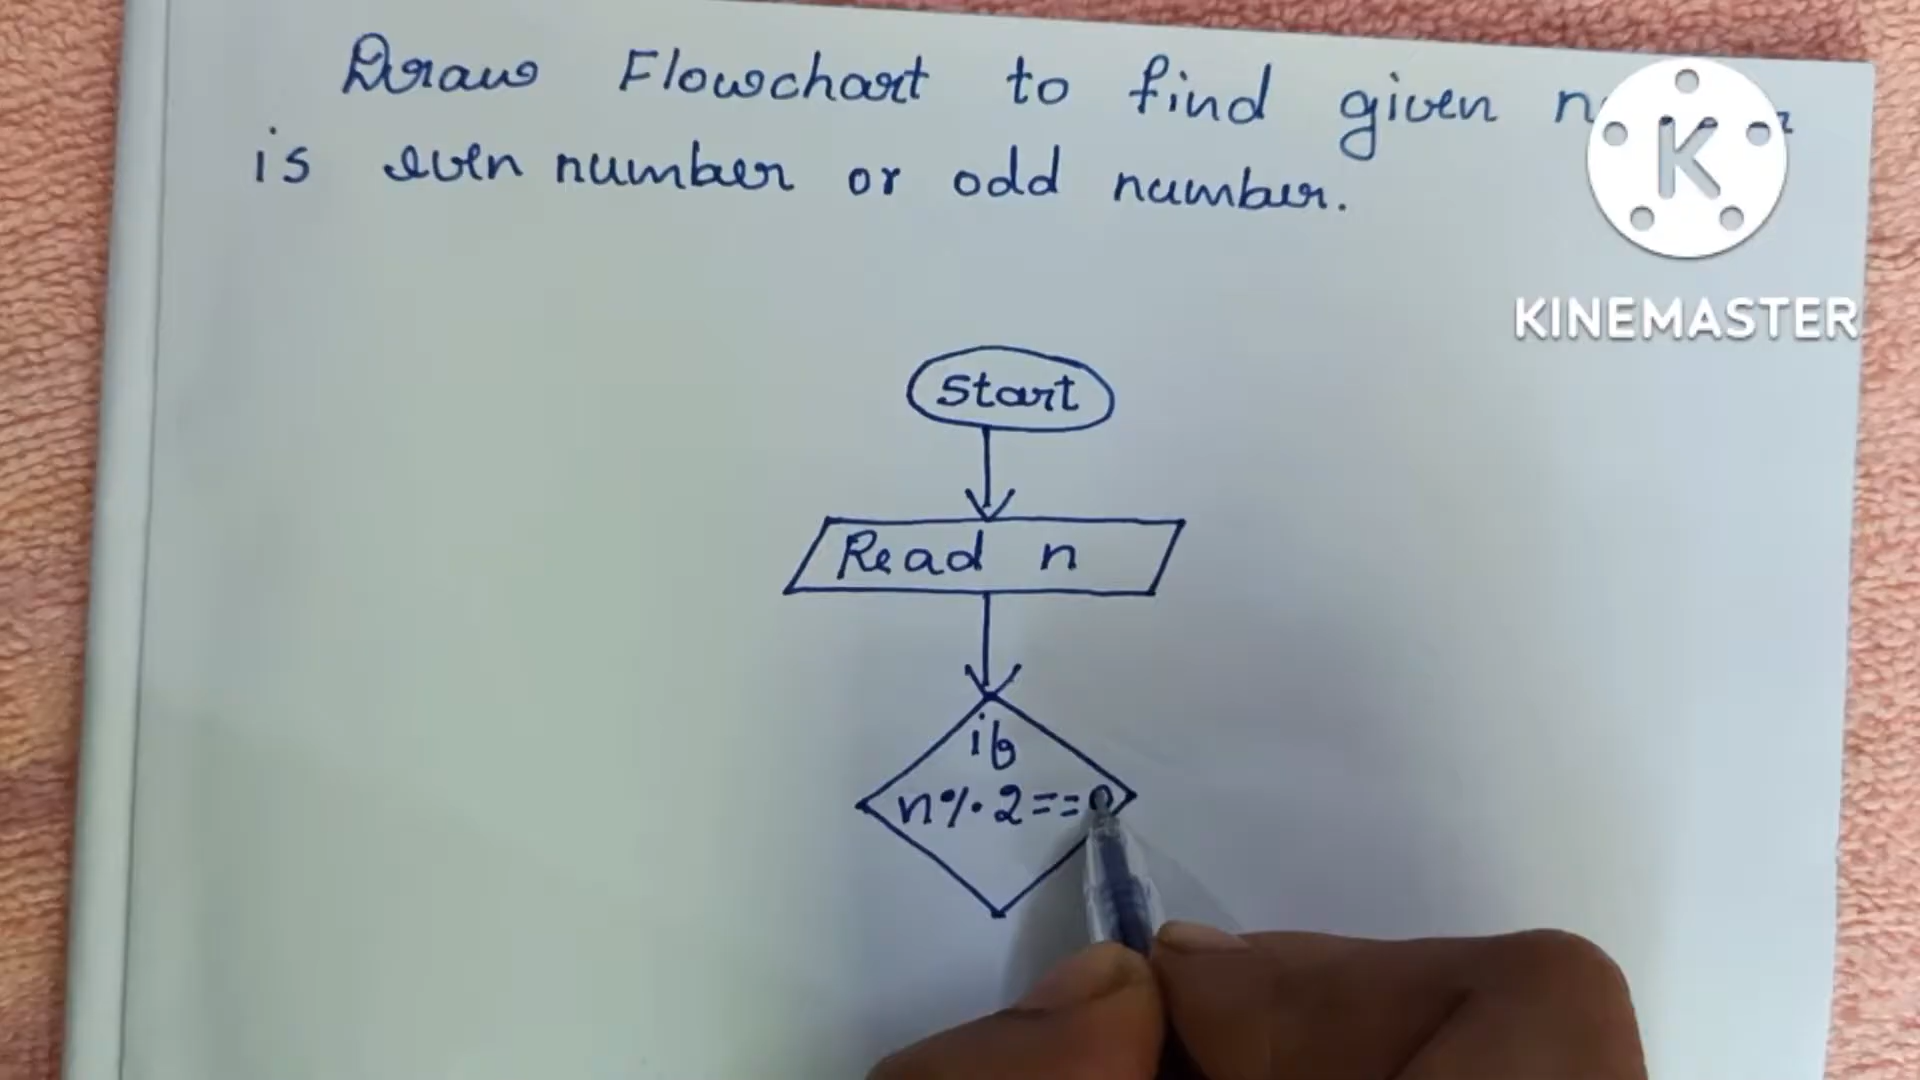 Draw Flowchart to find given
is even number or odd number.
K
KINEMASTER
Start
Read n
if
n%2==0